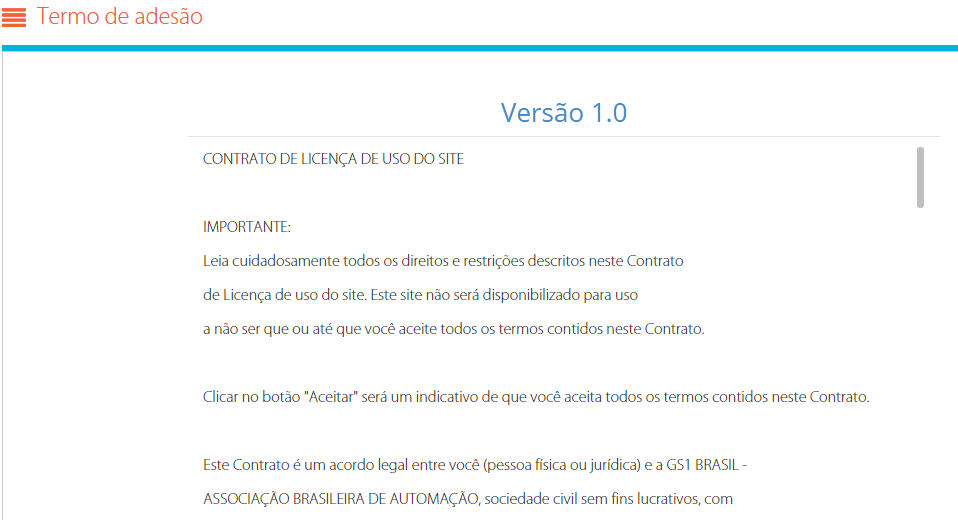 Termo de adesão
Versão 1.0
CONTRATO DE LICENÇA DE USO DO SITE
IMPORTANTE:
Leia cuidadosamente todos os direitos e restrições descritos neste Contrato
de Licença de uso do site. Este site não será disponibilizado para uso
a não ser que ou até que você aceite todos os termos contidos neste Contrato.
Clicar no botão "Aceitar" será um indicativo de que você aceita todos os termos contidos neste Contrato.
Este Contrato é um acordo legal entre você (pessoa física ou jurídica) e a GS1 BRASIL -
ASSOCIAÇÃO BRASILEIRA DE AUTOMAÇÃO, sociedade civil sem fins lucrativos, com